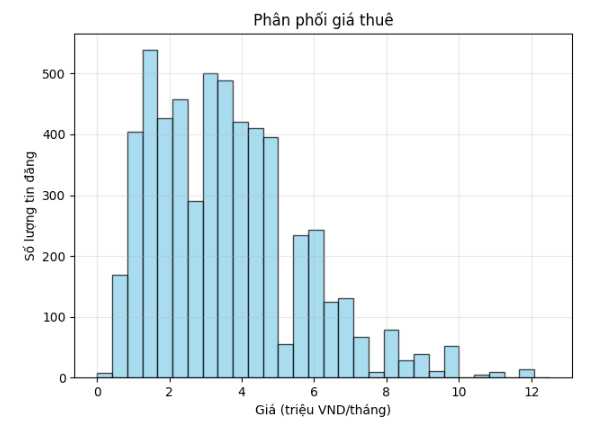 Phân phối giá thuê
500
400
300
200
100
0
Số lượng tin đăng
0 2 4 6 8 10 12
Giá (triệu VND/tháng)